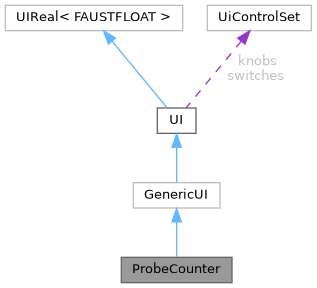 UIReal< FAUSTFLOAT >
UiControlSet
knobs
switches
UI
GenericUI
ProbeCounter